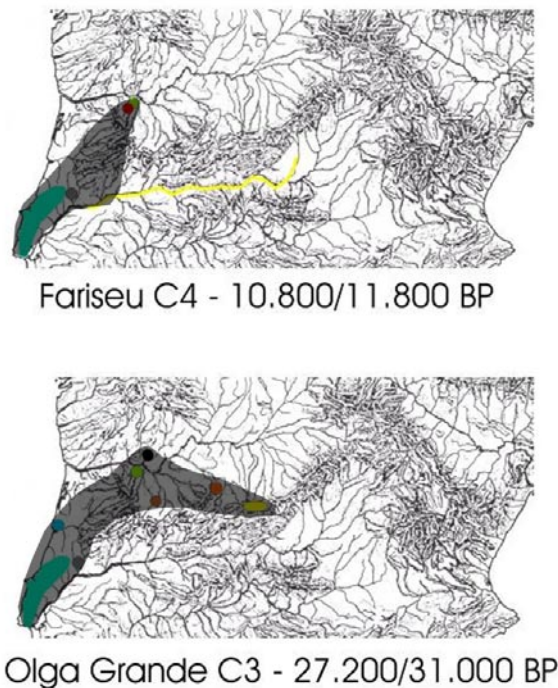 Fariseu C4 - 10.800/11.800 BP
Olga Grande C3 - 27.200/31.000 BP